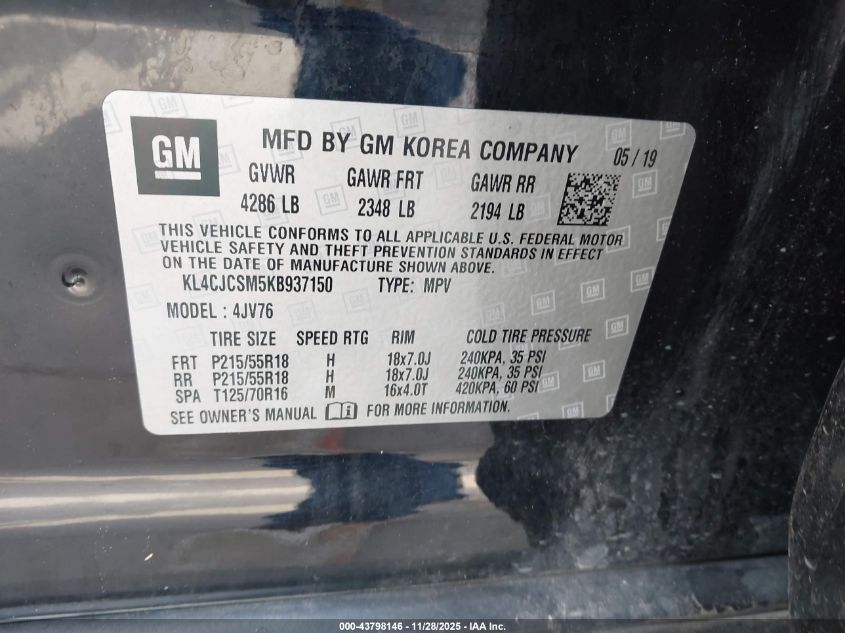 GM
MFD BY GM KOREA COMPANY 05 / 19
GVWR GAWR FRT GAWR RR
4286 LB 2348 LB 2194 LB
THIS VEHICLE CONFORMS TO ALL APPLICABLE U.S. FEDERAL MOTOR
VEHICLE SAFETY AND THEFT PREVENTION STANDARDS IN EFFECT
ON THE DATE OF MANUFACTURE SHOWN ABOVE.
KL4CJCSM5KB937150 TYPE: MPV
MODEL : 4JV76
TIRE SIZE SPEED RTG RIM COLD TIRE PRESSURE
FRT P215/55R18 H 18x7.0J 240KPA, 35 PSI
RR P215/55R18 H 18x7.0J 240KPA, 35 PSI
SPA T125/70R16 M 16x4.0T 420KPA, 60 PSI
SEE OWNER'S MANUAL FOR MORE INFORMATION.
000-43798146 - 11/28/2025 - IAA Inc.